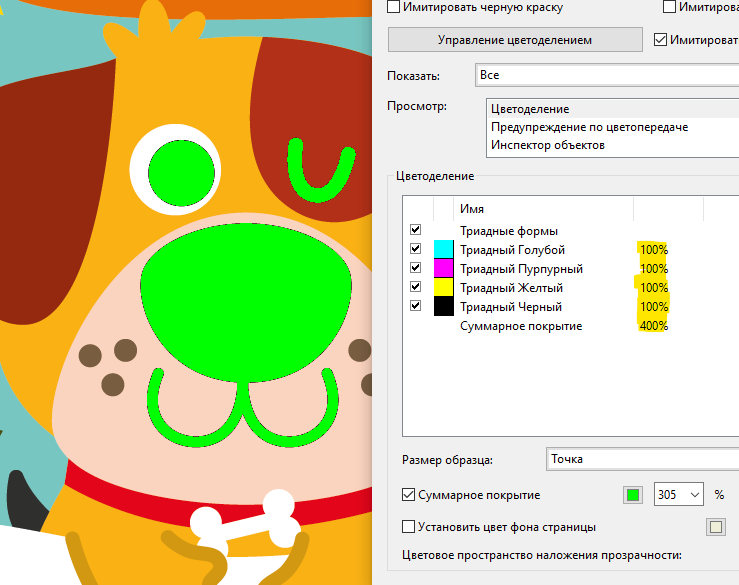 Имитировать черную краску
Управление цветоделением
Имитироват
Показать:
Все
Просмотр:
Цветоделение
Предупреждение по цветопередаче
Инспектор объектов
Цветоделение
Имя
Триадные формы
Триадный Голубой 100%
Триадный Пурпурный 100%
Триадный Желтый 100%
Триадный Черный 100%
Суммарное покрытие 400%
Размер образца:
Точка
Суммарное покрытие
305 %
Установить цвет фона страницы
Цветовое пространство наложения прозрачности: